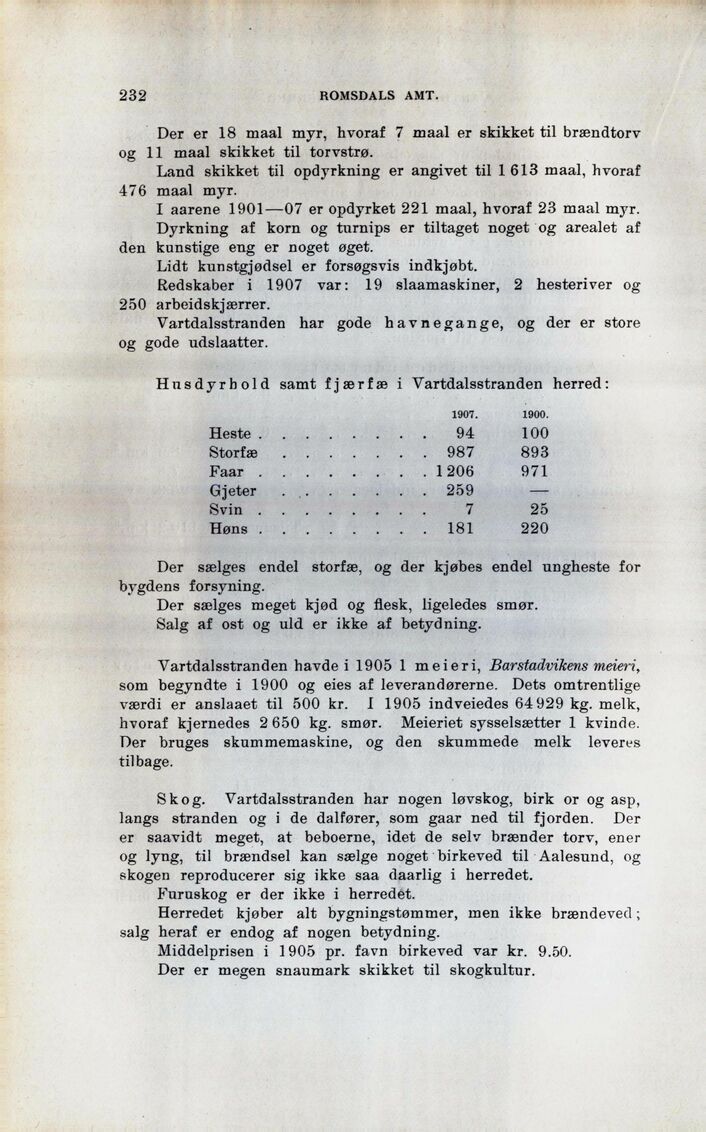 232 ROMSDALS AMT.
Der er 18 maal myr, hvoraf 7 maal er skikket til brændtorv
og 11 maal skikket til torvstrø.
Land skikket til opdyrkning er angivet til 1 613 maal, hvoraf
476 maal myr.
I aarene 1901—07 er opdyrket 221 maal, hvoraf 23 maal myr.
Dyrkning af korn og turnips er tiltaget noget og arealet af
den kunstige eng er noget øget.
Lidt kunstgjødsel er forsøgsvis indkjøbt.
Redskaber i 1907 var: 19 slaamaskiner, 2 hesteriver og
250 arbeidskjærrer.
Vartdalsstranden har gode havnegange, og der er store
og gode udslaatter.
Husdyrhold samt fjærfæ i Vartdalsstranden herred:
1907. 1900.
Heste . . . . . . . . 94 100
Storfæ . . . . . . . 987 893
Faar . . . . . . . . 1 206 971
Gjeter . . . . . . . 259 —
Svin . . . . . . . . 7 25
Høns . . . . . . . . 181 220
Der sælges endel storfæ, og der kjøbes endel ungheste for
bygdens forsyning.
Der sælges meget kjød og flesk, ligeledes smør.
Salg af ost og uld er ikke af betydning.
Vartdalsstranden havde i 1905 1 meieri, Barstadvikens meieri,
som begyndte i 1900 og eies af leverandørerne. Dets omtrentlige
værdi er anslaaet til 500 kr. I 1905 indveiedes 64 929 kg. melk,
hvoraf kjernedes 2 650 kg. smør. Meieriet sysselsætter 1 kvinde.
Der bruges skummemaskine, og den skummede melk leveres
tilbage.
Skog. Vartdalsstranden har nogen løvskog, birk or og asp,
langs stranden og i de dalfører, som gaar ned til fjorden. Der
er saavidt meget, at beboerne, idet de selv brænder torv, ener
og lyng, til brændsel kan sælge noget birkeved til Aalesund, og
skogen reproducerer sig ikke saa daarlig i herredet.
Furuskog er der ikke i herredet.
Herredet kjøber alt bygningstømmer, men ikke brændeved;
salg heraf er endog af nogen betydning.
Middelprisen i 1905 pr. favn birkeved var kr. 9.50.
Der er megen snaumark skikket til skogkultur.